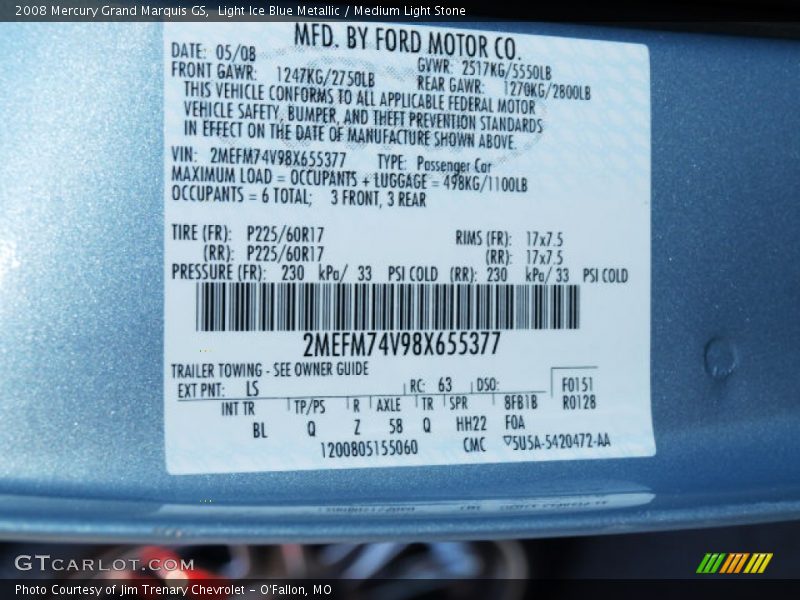 2008 Mercury Grand Marquis GS, Light Ice Blue Metallic / Medium Light Stone
MFD. BY FORD MOTOR CO.
DATE: 05/08 GVWR: 2517KG/5550LB
FRONT GAWR: 1247KG/2750LB REAR GAWR: 1270KG/2800LB
THIS VEHICLE CONFORMS TO ALL APPLICABLE FEDERAL MOTOR
VEHICLE SAFETY, BUMPER, AND THEFT PREVENTION STANDARDS
IN EFFECT ON THE DATE OF MANUFACTURE SHOWN ABOVE.
VIN: 2MEFM74V98X655377 TYPE: Passenger Car
MAXIMUM LOAD = OCCUPANTS + LUGGAGE = 498KG/1100LB
OCCUPANTS = 6 TOTAL; 3 FRONT, 3 REAR
TIRE (FR): P225/60R17 RIMS (FR): 17x7.5
(RR): P225/60R17 (RR): 17x7.5
PRESSURE (FR): 230 kPa/ 33 PSI COLD (RR): 230 kPa/ 33 PSI COLD
2MEFM74V98X655377
TRAILER TOWING - SEE OWNER GUIDE
EXT PNT: LS RC: 63 DSO: F0151
INT TR TP/PS R AXLE TR SPR 8FB1B R0128
BL Q Z 58 Q HH22 F0A
1200805155060 CMC ▽5U5A-5420472-AA
GTCARLOT.COM
Photo Courtesy of Jim Trenary Chevrolet - O'Fallon, MO